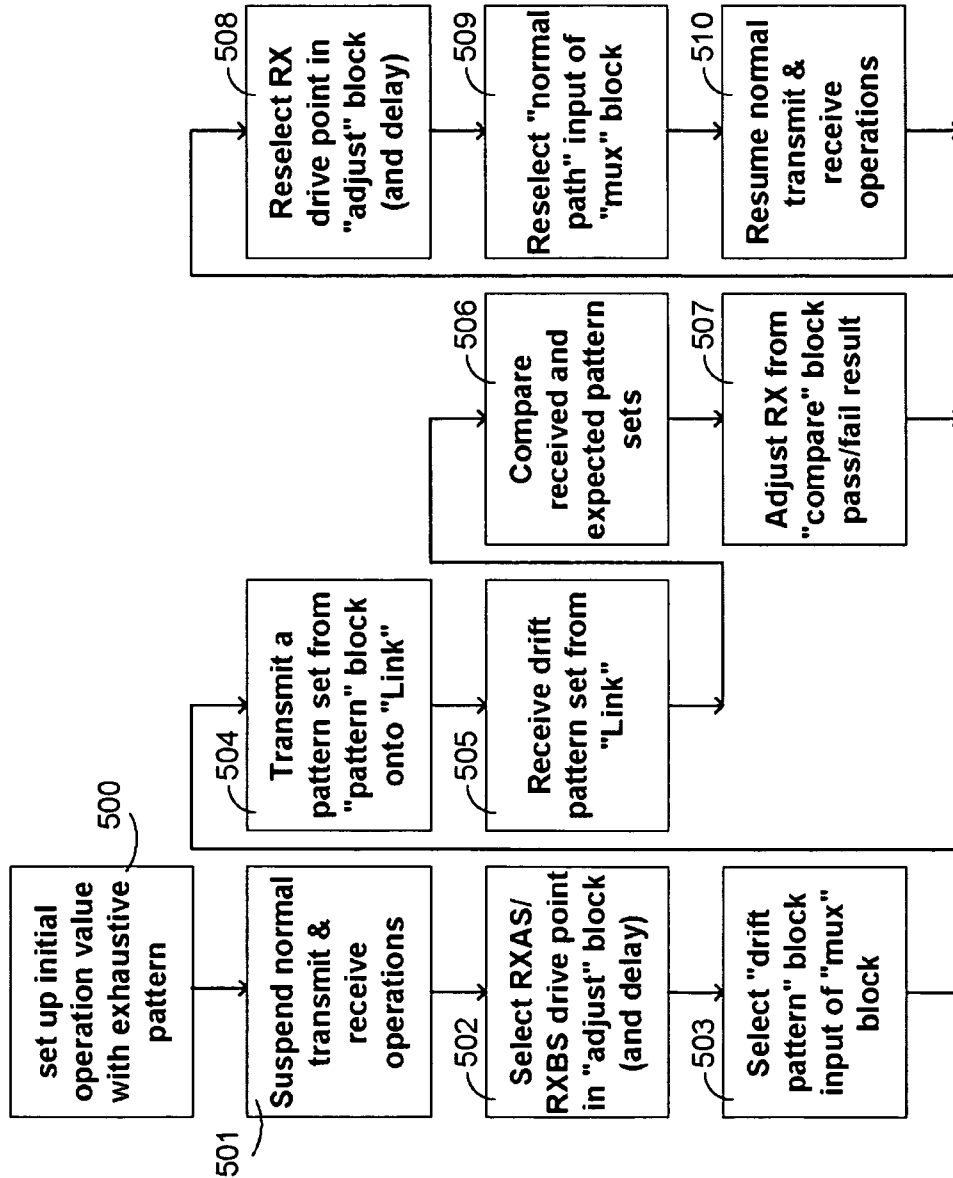 500
set up initial
operation value
with exhaustive
pattern
501
Suspend normal
transmit &
receive
operations
502
Select RXAS/
RXBS drive point
in "adjust" block
(and delay)
503
Select "drift
pattern" block
input of "mux"
block
504
Transmit a
pattern set from
"pattern" block
onto "Link"
505
Receive drift
pattern set from
"Link"
506
Compare
received and
expected pattern
sets
507
Adjust RX from
"compare" block
pass/fail result
508
Reselect RX
drive point in
"adjust" block
(and delay)
509
Reselect "normal
path" input of
"mux" block
510
Resume normal
transmit &
receive
operations